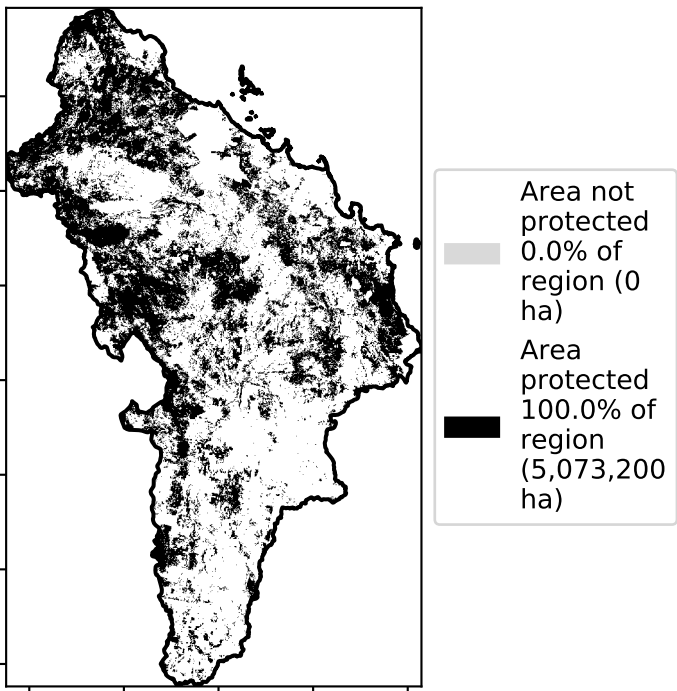 Area not
protected
0.0% of
region (0
ha)
Area
protected
100.0% of
region
(5,073,200
ha)